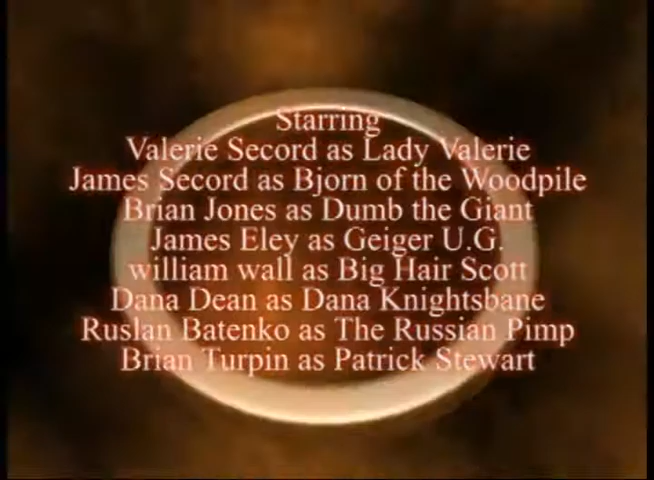 Starring
Valerie Secord as Lady Valerie
James Secord as Bjorn of the Woodpile
Brian Jones as Dumb the Giant
James Eley as Geiger U.G.
william wall as Big Hair Scott
Dana Dean as Dana Knightsbane
Ruslan Batenko as The Russian Pimp
Brian Turpin as Patrick Stewart